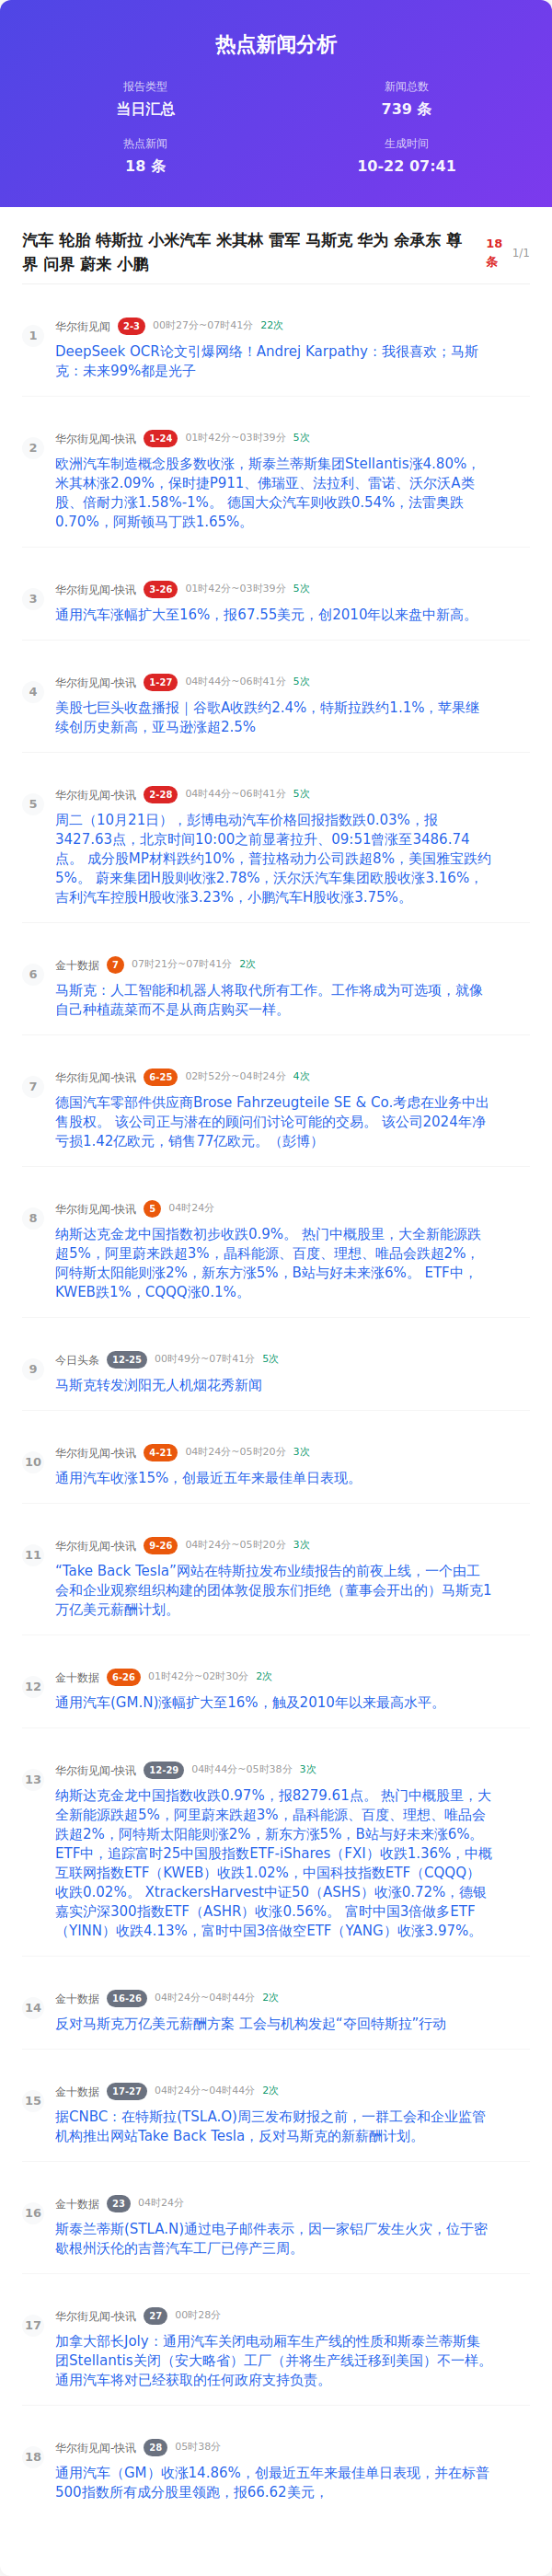 热点新闻分析
报告类型
当日汇总
新闻总数
739 条
热点新闻
18 条
生成时间
10-22 07:41
汽车 轮胎 特斯拉 小米汽车 米其林 雷军 马斯克 华为 余承东 尊
界 问界 蔚来 小鹏
18
条
1/1
1
华尔街见闻 2-3 00时27分~07时41分 22次
DeepSeek OCR论文引爆网络！Andrej Karpathy：我很喜欢；马斯
克：未来99%都是光子
2
华尔街见闻-快讯 1-24 01时42分~03时39分 5次
欧洲汽车制造概念股多数收涨，斯泰兰蒂斯集团Stellantis涨4.80%，
米其林涨2.09%，保时捷P911、佛瑞亚、法拉利、雷诺、沃尔沃A类
股、倍耐力涨1.58%-1%。 德国大众汽车则收跌0.54%，法雷奥跌
0.70%，阿斯顿马丁跌1.65%。
3
华尔街见闻-快讯 3-26 01时42分~03时39分 5次
通用汽车涨幅扩大至16%，报67.55美元，创2010年以来盘中新高。
4
华尔街见闻-快讯 1-27 04时44分~06时41分 5次
美股七巨头收盘播报｜谷歌A收跌约2.4%，特斯拉跌约1.1%，苹果继
续创历史新高，亚马逊涨超2.5%
5
华尔街见闻-快讯 2-28 04时44分~06时41分 5次
周二（10月21日），彭博电动汽车价格回报指数跌0.03%，报
3427.63点，北京时间10:00之前显著拉升、09:51曾涨至3486.74
点。 成分股MP材料跌约10%，普拉格动力公司跌超8%，美国雅宝跌约
5%。 蔚来集团H股则收涨2.78%，沃尔沃汽车集团欧股收涨3.16%，
吉利汽车控股H股收涨3.23%，小鹏汽车H股收涨3.75%。
6
金十数据 7 07时21分~07时41分 2次
马斯克：人工智能和机器人将取代所有工作。工作将成为可选项，就像
自己种植蔬菜而不是从商店购买一样。
7
华尔街见闻-快讯 6-25 02时52分~04时24分 4次
德国汽车零部件供应商Brose Fahrzeugteile SE & Co.考虑在业务中出
售股权。 该公司正与潜在的顾问们讨论可能的交易。 该公司2024年净
亏损1.42亿欧元，销售77亿欧元。（彭博）
8
华尔街见闻-快讯 5 04时24分
纳斯达克金龙中国指数初步收跌0.9%。 热门中概股里，大全新能源跌
超5%，阿里蔚来跌超3%，晶科能源、百度、理想、唯品会跌超2%，
阿特斯太阳能则涨2%，新东方涨5%，B站与好未来涨6%。 ETF中，
KWEB跌1%，CQQQ涨0.1%。
9
今日头条 12-25 00时49分~07时41分 5次
马斯克转发浏阳无人机烟花秀新闻
10
华尔街见闻-快讯 4-21 04时24分~05时20分 3次
通用汽车收涨15%，创最近五年来最佳单日表现。
11
华尔街见闻-快讯 9-26 04时24分~05时20分 3次
“Take Back Tesla”网站在特斯拉发布业绩报告的前夜上线，一个由工
会和企业观察组织构建的团体敦促股东们拒绝（董事会开出的）马斯克1
万亿美元薪酬计划。
12
金十数据 6-26 01时42分~02时30分 2次
通用汽车(GM.N)涨幅扩大至16%，触及2010年以来最高水平。
13
华尔街见闻-快讯 12-29 04时44分~05时38分 3次
纳斯达克金龙中国指数收跌0.97%，报8279.61点。 热门中概股里，大
全新能源跌超5%，阿里蔚来跌超3%，晶科能源、百度、理想、唯品会
跌超2%，阿特斯太阳能则涨2%，新东方涨5%，B站与好未来涨6%。
ETF中，追踪富时25中国股指数ETF-iShares（FXI）收跌1.36%，中概
互联网指数ETF（KWEB）收跌1.02%，中国科技指数ETF（CQQQ）
收跌0.02%。 XtrackersHarvest中证50（ASHS）收涨0.72%，德银
嘉实沪深300指数ETF（ASHR）收涨0.56%。 富时中国3倍做多ETF
（YINN）收跌4.13%，富时中国3倍做空ETF（YANG）收涨3.97%。
14
金十数据 16-26 04时24分~04时44分 2次
反对马斯克万亿美元薪酬方案 工会与机构发起“夺回特斯拉”行动
15
金十数据 17-27 04时24分~04时44分 2次
据CNBC：在特斯拉(TSLA.O)周三发布财报之前，一群工会和企业监管
机构推出网站Take Back Tesla，反对马斯克的新薪酬计划。
16
金十数据 23 04时24分
斯泰兰蒂斯(STLA.N)通过电子邮件表示，因一家铝厂发生火灾，位于密
歇根州沃伦的吉普汽车工厂已停产三周。
17
华尔街见闻-快讯 27 00时28分
加拿大部长Joly：通用汽车关闭电动厢车生产线的性质和斯泰兰蒂斯集
团Stellantis关闭（安大略省）工厂（并将生产线迁移到美国）不一样。
通用汽车将对已经获取的任何政府支持负责。
18
华尔街见闻-快讯 28 05时38分
通用汽车（GM）收涨14.86%，创最近五年来最佳单日表现，并在标普
500指数所有成分股里领跑，报66.62美元，